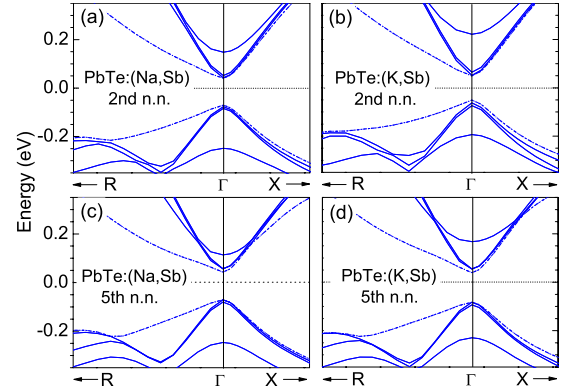 (a)
(b)
0.2
0.0
-0.2
Energy (eV)
PbTe:(Na,Sb)
2nd n.n.
PbTe:(K,Sb)
2nd n.n.
← R Γ X →
← R Γ X →
(c)
(d)
0.2
0.0
-0.2
PbTe:(Na,Sb)
5th n.n.
PbTe:(K,Sb)
5th n.n.
← R Γ X →
← R Γ X →